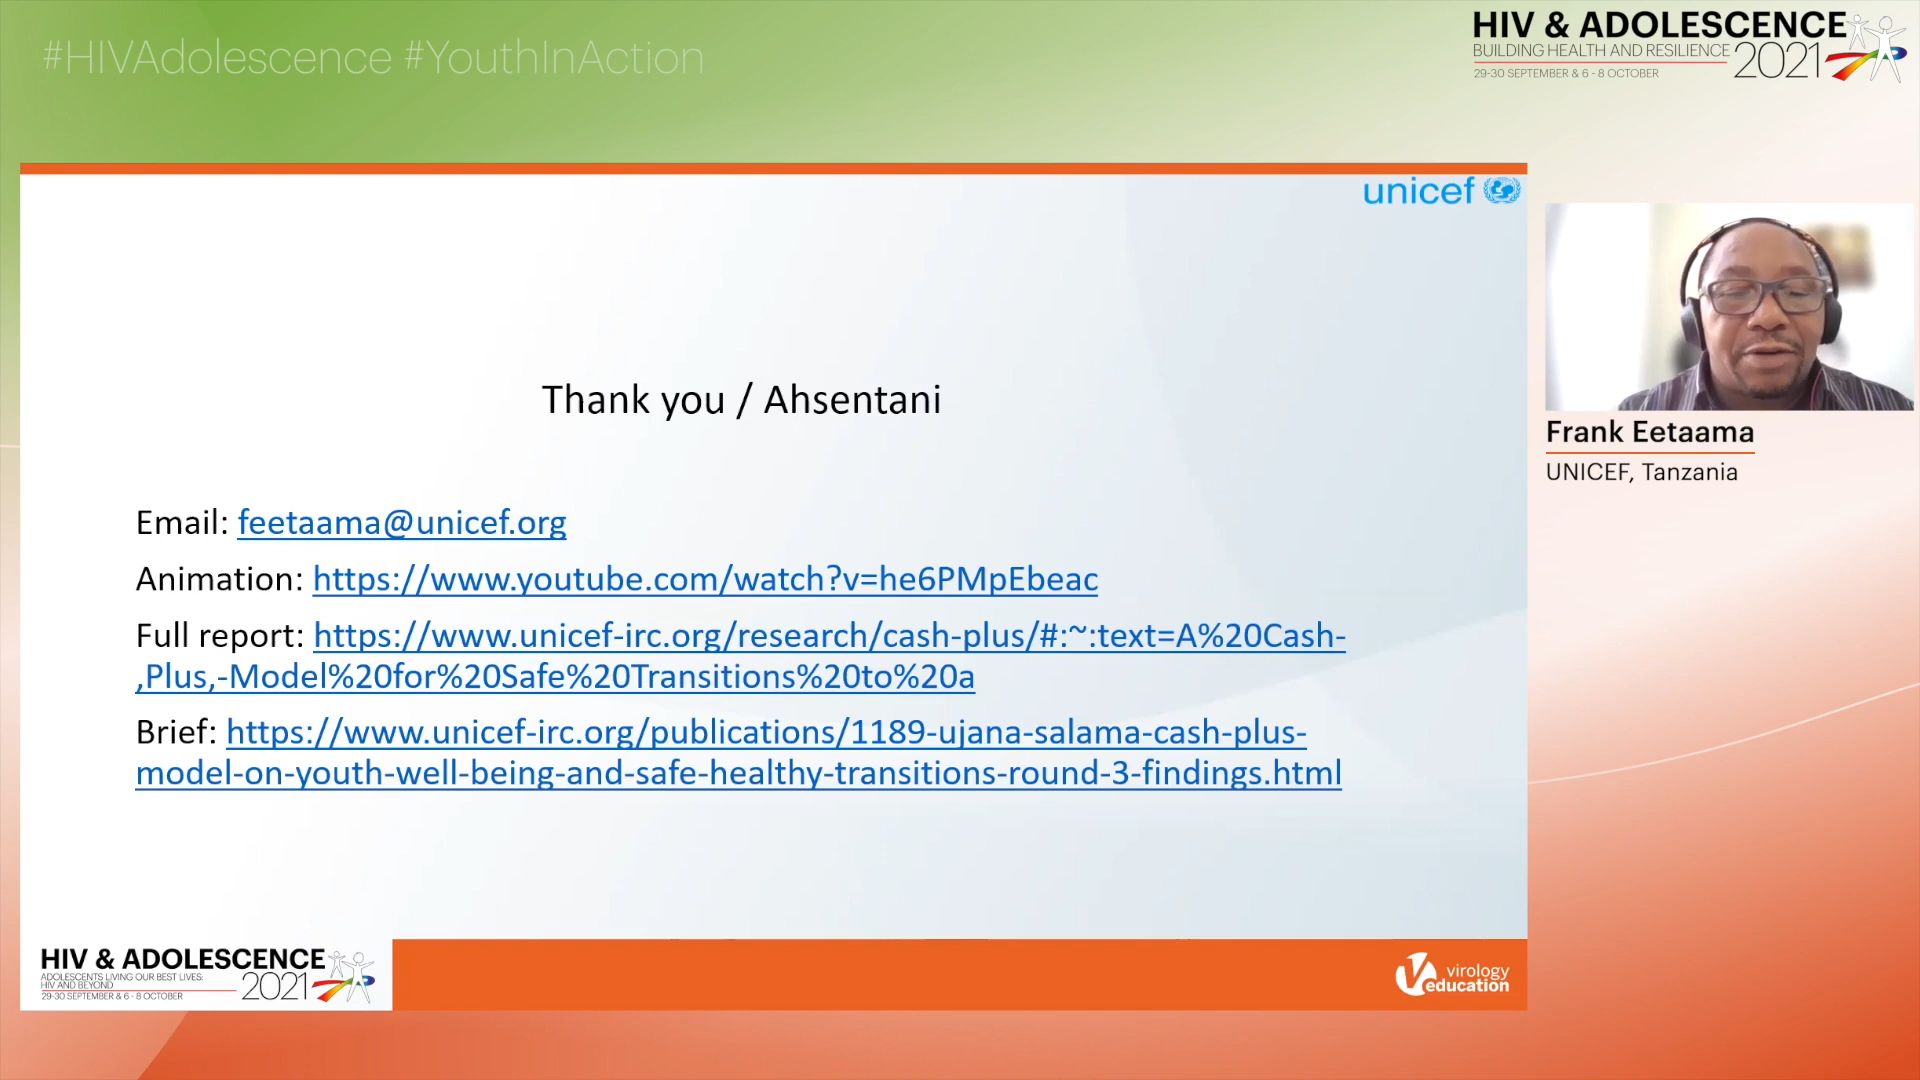 #HIVAdolescence #YouthInAction
HIV & ADOLESCENCE
BUILDING HEALTH AND RESILIENCE 2021
29-30 SEPTEMBER & 6 - 8 OCTOBER
unicef
Thank you / Ahsentani
Email: feetaama@unicef.org
Animation: https://www.youtube.com/watch?v=he6PMpEbeac
Full report: https://www.unicef-irc.org/research/cash-plus/#:~:text=A%20Cash-
,Plus,-Model%20for%20Safe%20Transitions%20to%20a
Brief: https://www.unicef-irc.org/publications/1189-ujana-salama-cash-plus-
model-on-youth-well-being-and-safe-healthy-transitions-round-3-findings.html
Frank Eetaama
UNICEF, Tanzania
HIV & ADOLESCENCE
ADOLESCENTS LIVING OUR BEST LIVES:
HIV AND BEYOND 2021
29-30 SEPTEMBER & 6 - 8 OCTOBER
virology
education